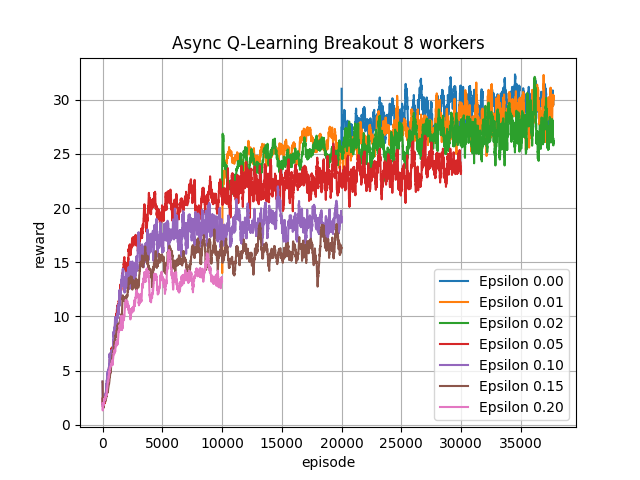 Async Q-Learning Breakout 8 workers
reward
30
25
20
15
10
5
0
0 5000 10000 15000 20000 25000 30000 35000
episode
Epsilon 0.00
Epsilon 0.01
Epsilon 0.02
Epsilon 0.05
Epsilon 0.10
Epsilon 0.15
Epsilon 0.20